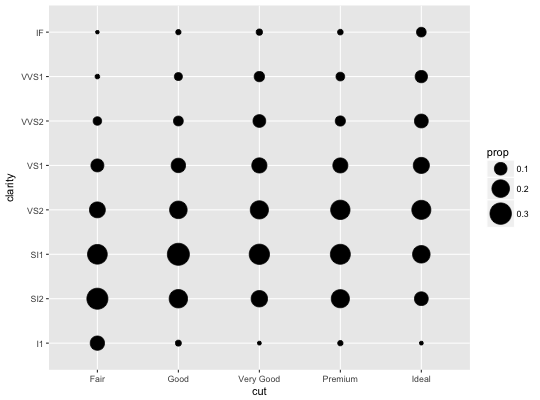 IF
VVS1
VVS2
VS1
VS2
SI1
SI2
I1
clarity
Fair Good Very Good Premium Ideal
cut
prop
0.1
0.2
0.3